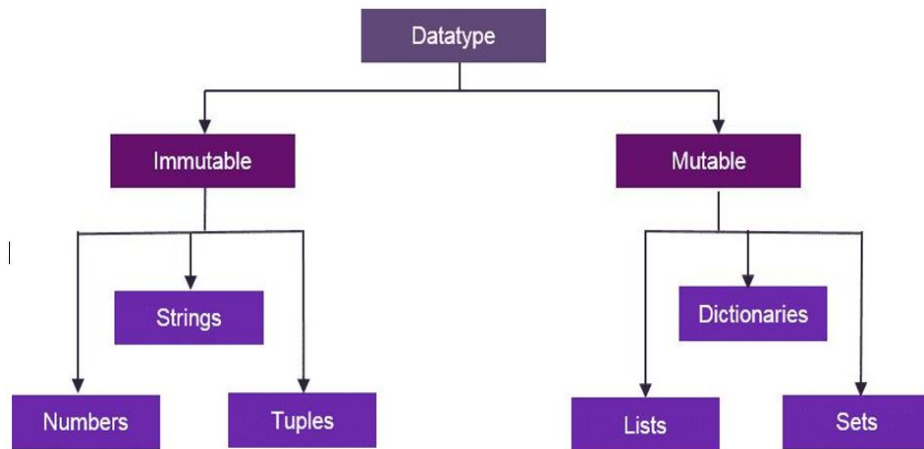 Datatype
Immutable
Mutable
Strings
Dictionaries
Numbers
Tuples
Lists
Sets